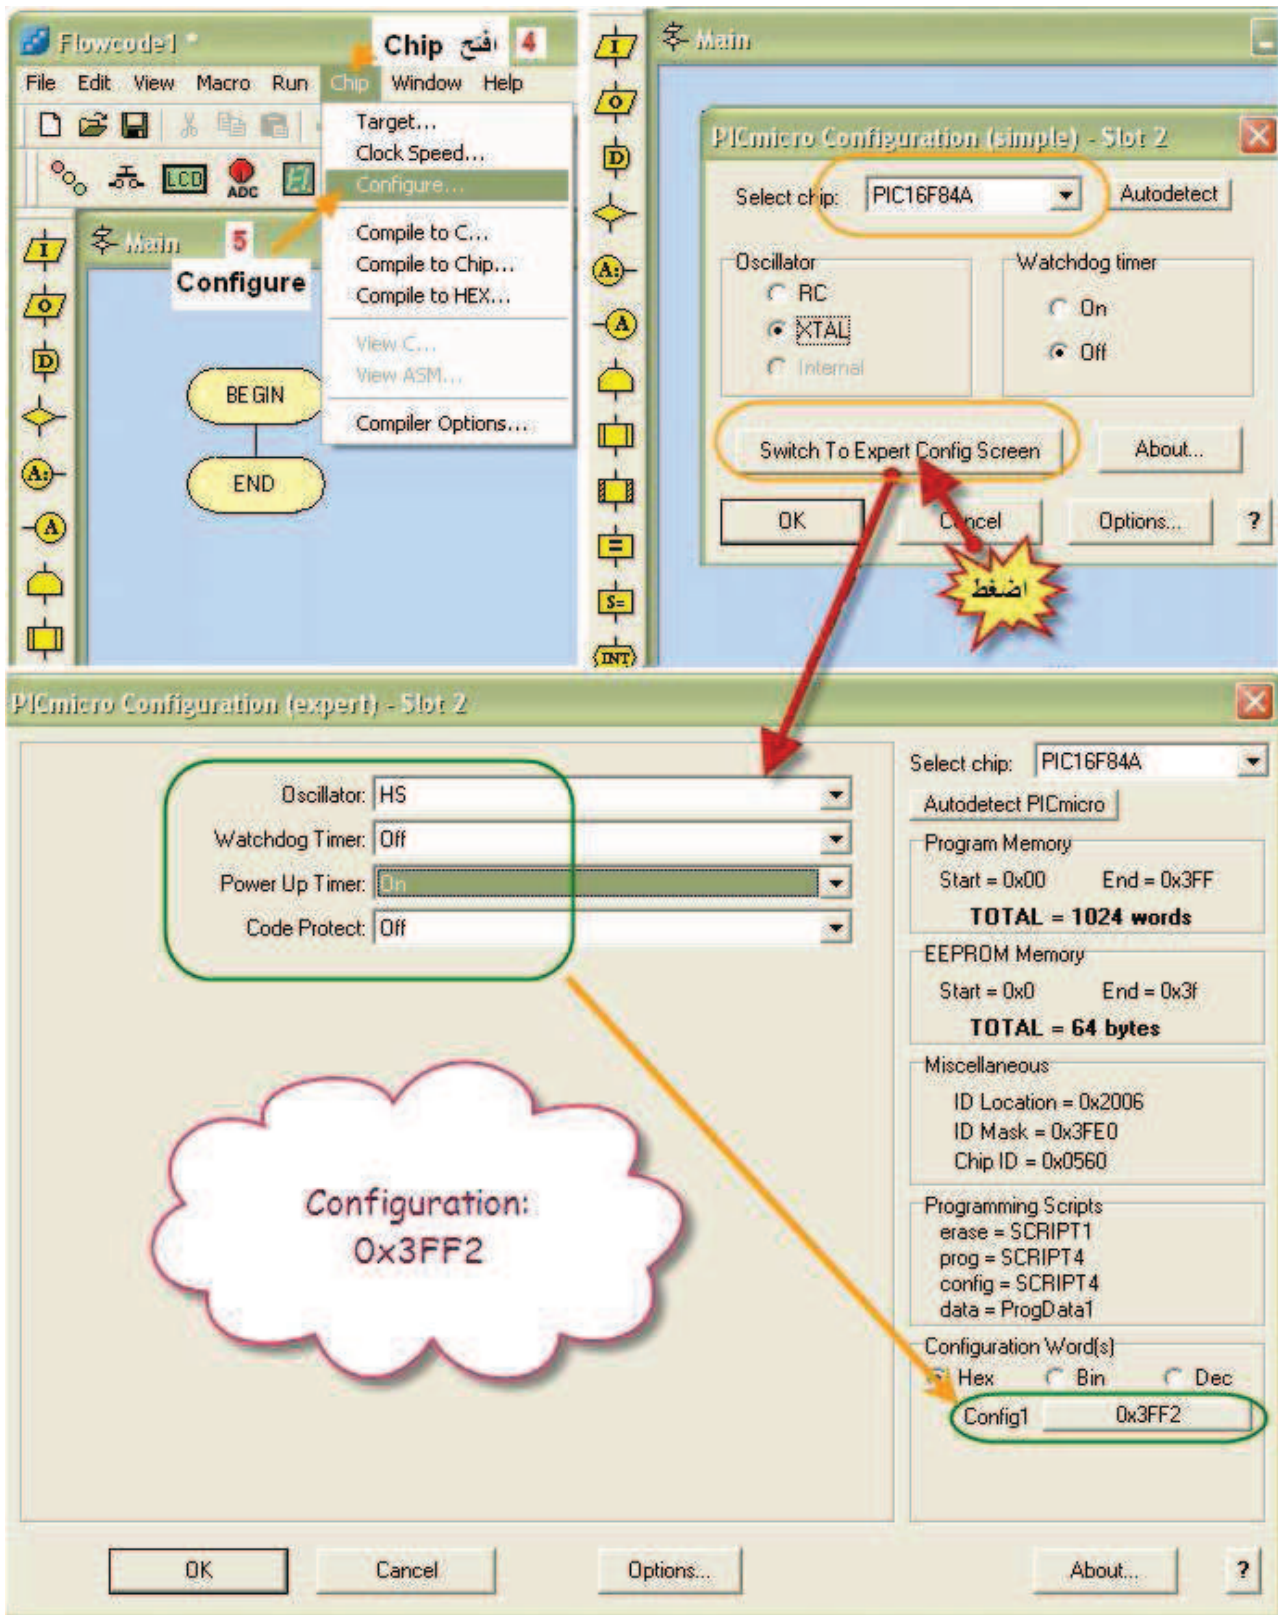 Flowcode1 *
Chip افتح 4
File Edit View Macro Run Chip Window Help
Target...
Clock Speed...
Configure...
Compile to C...
Compile to Chip...
Compile to HEX...
View C...
View ASM...
Compiler Options...
LCD
ADC
Main
5
Configure
I
O
D
A:
A
BEGIN
END
Main
I
O
D
A:
A
=
S=
INT
PICmicro Configuration (simple) - Slot 2
Select chip: PIC16F84A Autodetect
Oscillator
RC
XTAL
Internal
Watchdog timer
On
Off
Switch To Expert Config Screen About...
OK Cancel Options... ?
اضغط
PICmicro Configuration (expert) - Slot 2
Oscillator: HS
Watchdog Timer: Off
Power Up Timer: On
Code Protect: Off
Configuration:
0x3FF2
Select chip: PIC16F84A
Autodetect PICmicro
Program Memory
Start = 0x00 End = 0x3FF
TOTAL = 1024 words
EEPROM Memory
Start = 0x0 End = 0x3f
TOTAL = 64 bytes
Miscellaneous
ID Location = 0x2006
ID Mask = 0x3FE0
Chip ID = 0x0560
Programming Scripts
erase = SCRIPT1
prog = SCRIPT4
config = SCRIPT4
data = ProgData1
Configuration Word(s)
Hex Bin Dec
Config1 0x3FF2
OK Cancel Options... About... ?